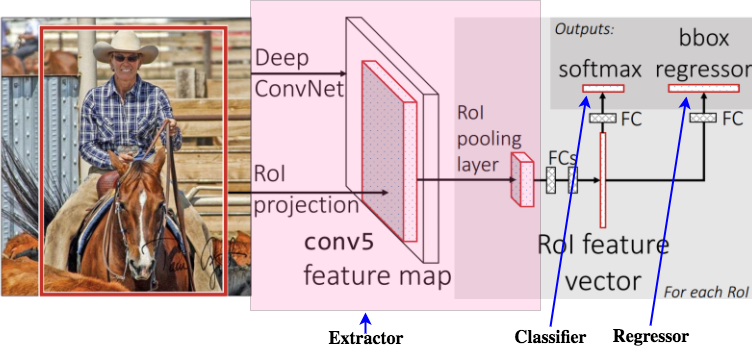 Outputs:
bbox
softmax regressor
Deep
ConvNet
RoI
pooling
layer
FC FC
FCs
RoI
projection
conv5
feature map
RoI feature
vector
For each RoI
Extractor Classifier Regressor